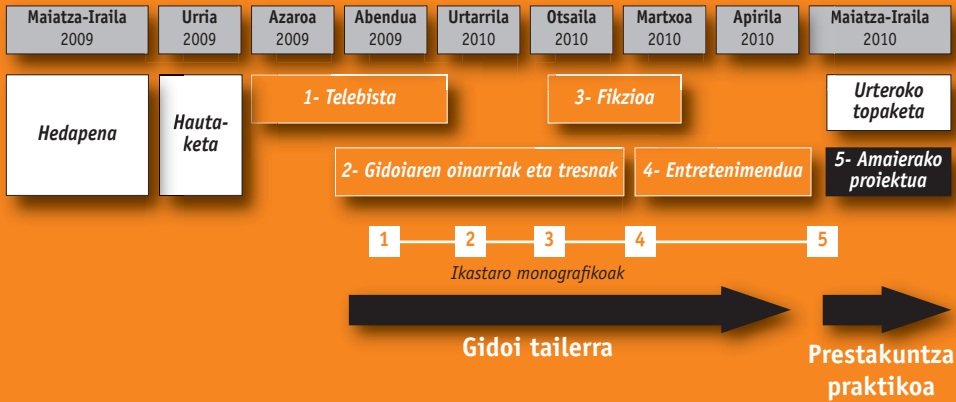 Maiatza-Iraila
2009
Urria
2009
Azaroa
2009
Abendua
2009
Urtarrila
2010
Otsaila
2010
Martxoa
2010
Apirila
2010
Maiatza-Iraila
2010
Hedapena
Hauta-
keta
1- Telebista
3- Fikzioa
Urteroko
topaketa
2- Gidoiaren oinarriak eta tresnak
4- Entretenimendua
5- Amaierako
proiektua
1 2 3 4 5
Ikastaro monografikoak
Gidoi tailerra
Prestakuntza
praktikoa